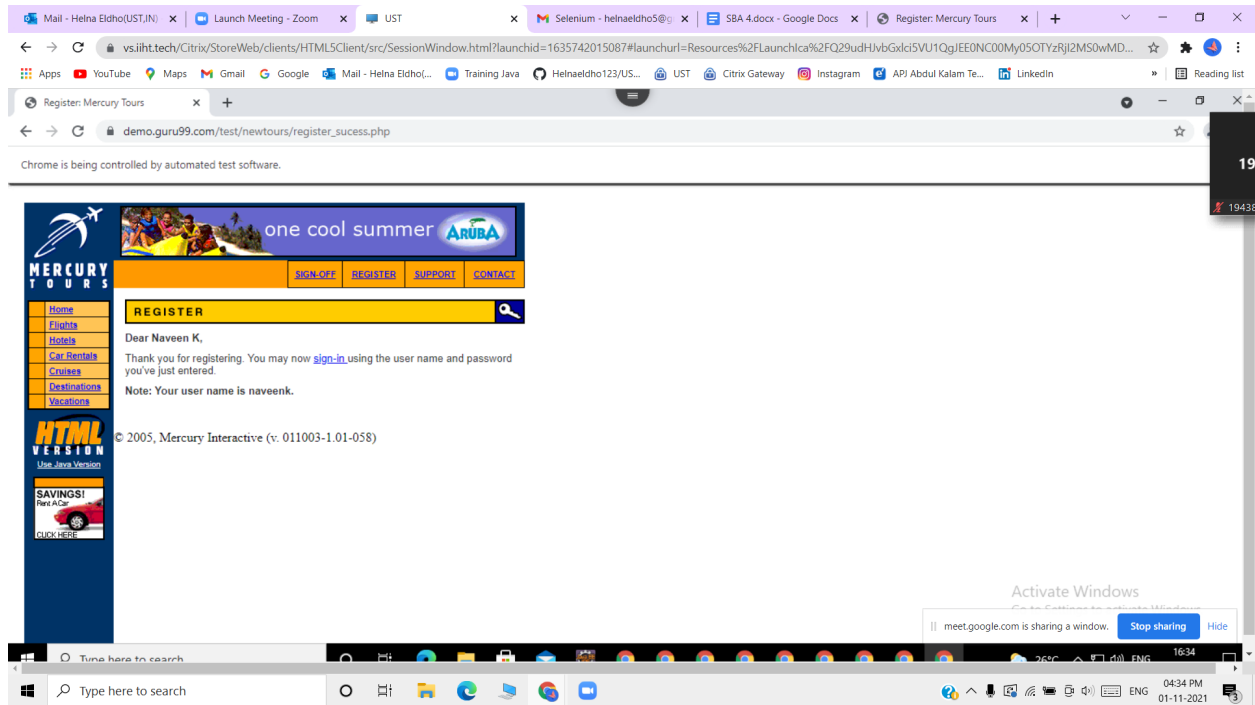 Mail - Helna Eldho(UST,IN)
Launch Meeting - Zoom
UST
Selenium - helnaeldho5@g
SBA 4.docx - Google Docs
Register: Mercury Tours
vs.iiht.tech/Citrix/StoreWeb/clients/HTML5Client/src/SessionWindow.html?launchid=1635742015087#launchurl=Resources%2FLaunchIca%2FQ29udHJvbGxlci5VU1QgJEE0NC00My05OTYzRjI2MS0wMD...
Apps YouTube Maps Gmail Google Mail - Helna Eldho(... Training Java Helnaeldho123/US... UST Citrix Gateway Instagram APJ Abdul Kalam Te... LinkedIn » Reading list
Register: Mercury Tours
demo.guru99.com/test/newtours/register_sucess.php
Chrome is being controlled by automated test software.
19
19438
one cool summer ARUBA
MERCURY
TOURS
SIGN-OFF REGISTER SUPPORT CONTACT
Home
Flights
Hotels
Car Rentals
Cruises
Destinations
Vacations
REGISTER
Dear Naveen K,
Thank you for registering. You may now sign-in using the user name and password
you've just entered.
Note: Your user name is naveenk.
© 2005, Mercury Interactive (v. 011003-1.01-058)
HTML
VERSION
Use Java Version
SAVINGS!
Rent A Car
CLICK HERE
Activate Windows
meet.google.com is sharing a window. Stop sharing Hide
Type here to search
26°C ENG 16:34
Type here to search
ENG
04:34 PM
01-11-2021
3